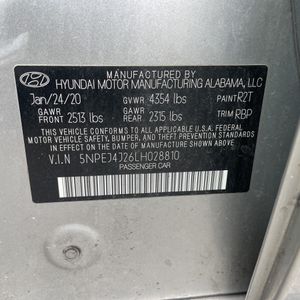 MANUFACTURED BY
HYUNDAI MOTOR MANUFACTURING ALABAMA, LLC
Jan/24/20 GVWR 4354 lbs PAINT R2T
GAWR FRONT 2513 lbs GAWR REAR 2315 lbs TRIM RBP
THIS VEHICLE CONFORMS TO ALL APPLICABLE FEDERAL
MOTOR VEHICLE SAFETY, BUMPER, AND THEFT PREVENTION
STANDARDS IN EFFECT ON THE DATE OF MANUFACTURE
SHOWN ABOVE.
V.I.N 5NPEJ4J26LH028810
PASSENGER CAR